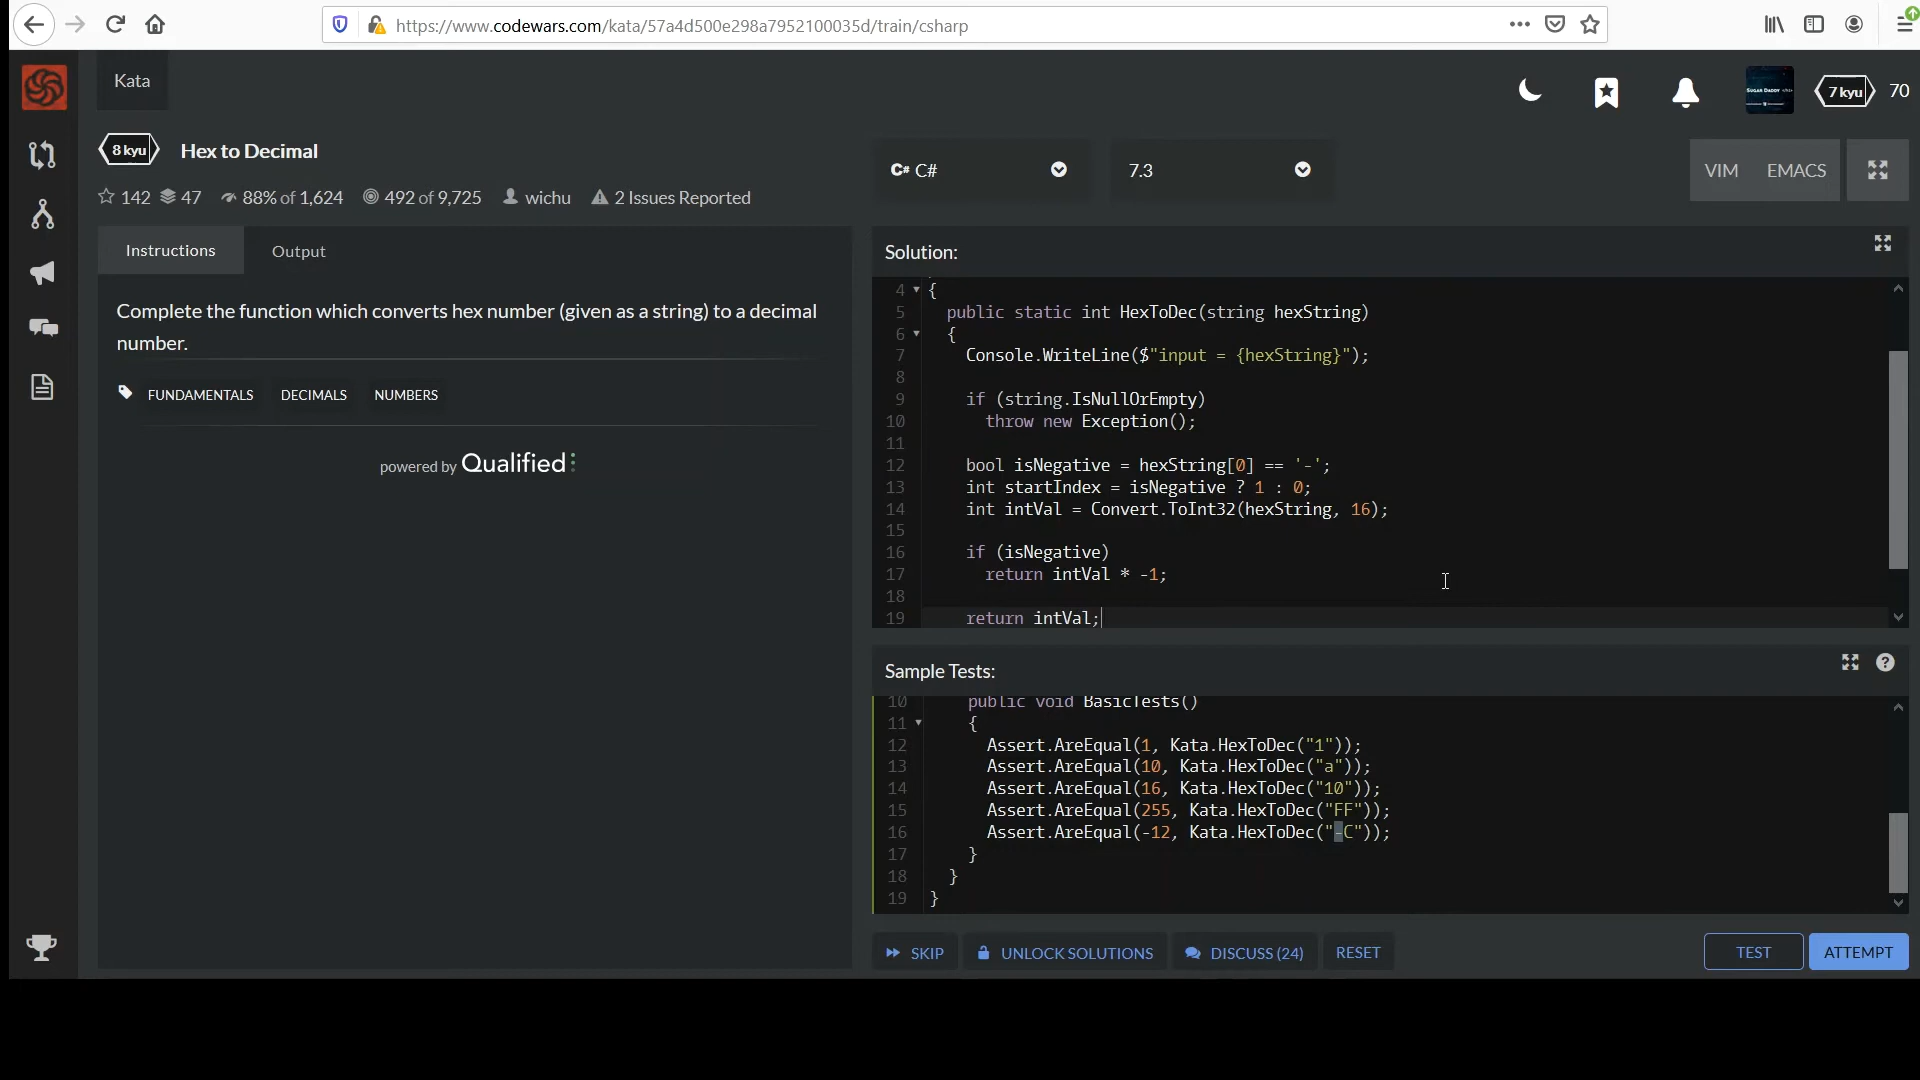 https://www.codewars.com/kata/57a4d500e298a7952100035d/train/csharp
Kata
SUGAR DADDY
7 kyu
70
8 kyu
Hex to Decimal
142 47 88% of 1,624 492 of 9,725 wichu 2 Issues Reported
C# C#
7.3
VIM EMACS
Instructions
Output
Complete the function which converts hex number (given as a string) to a decimal
number.
FUNDAMENTALS DECIMALS NUMBERS
powered by Qualified
Solution:
4 {
5 public static int HexToDec(string hexString)
6 {
7 Console.WriteLine($"input = {hexString}");
8
9 if (string.IsNullOrEmpty)
10 throw new Exception();
11
12 bool isNegative = hexString[0] == '-';
13 int startIndex = isNegative ? 1 : 0;
14 int intVal = Convert.ToInt32(hexString, 16);
15
16 if (isNegative)
17 return intVal * -1;
18
19 return intVal;
Sample Tests:
10 public void BasicTests()
11 {
12 Assert.AreEqual(1, Kata.HexToDec("1"));
13 Assert.AreEqual(10, Kata.HexToDec("a"));
14 Assert.AreEqual(16, Kata.HexToDec("10"));
15 Assert.AreEqual(255, Kata.HexToDec("FF"));
16 Assert.AreEqual(-12, Kata.HexToDec("-C"));
17 }
18 }
19 }
SKIP UNLOCK SOLUTIONS DISCUSS (24) RESET TEST ATTEMPT